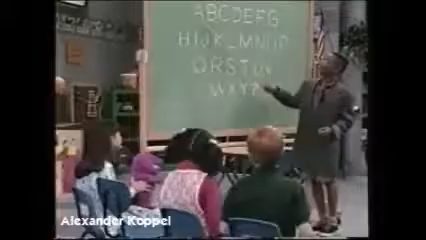 ABCDEFG
HIJKLMNOP
QRSTUV
WXYZ
Alexander Koppel